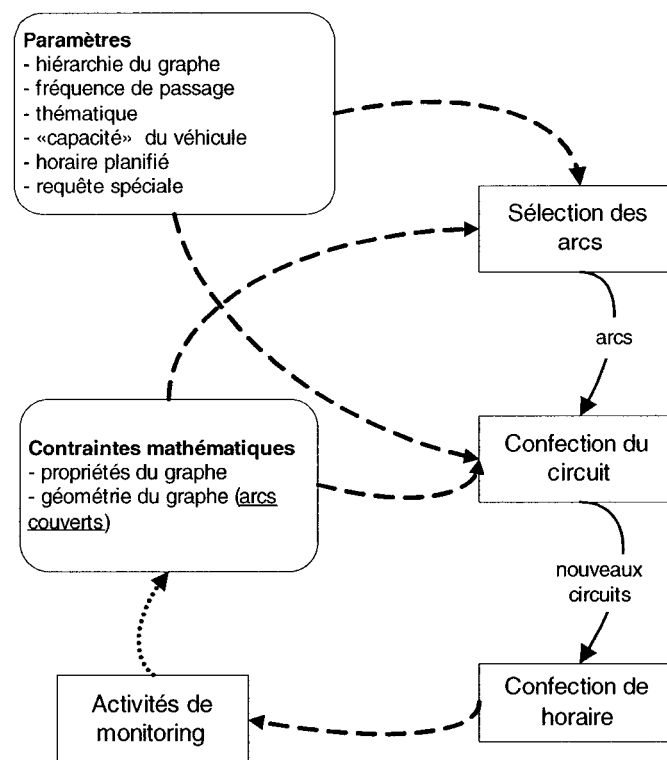 Paramètres
- hiérarchie du graphe
- fréquence de passage
- thématique
- «capacité» du véhicule
- horaire planifié
- requête spéciale
Sélection des
arcs
arcs
Contraintes mathématiques
- propriétés du graphe
- géométrie du graphe (arcs
couverts)
Confection du
circuit
nouveaux
circuits
Activités de
monitoring
Confection de
horaire